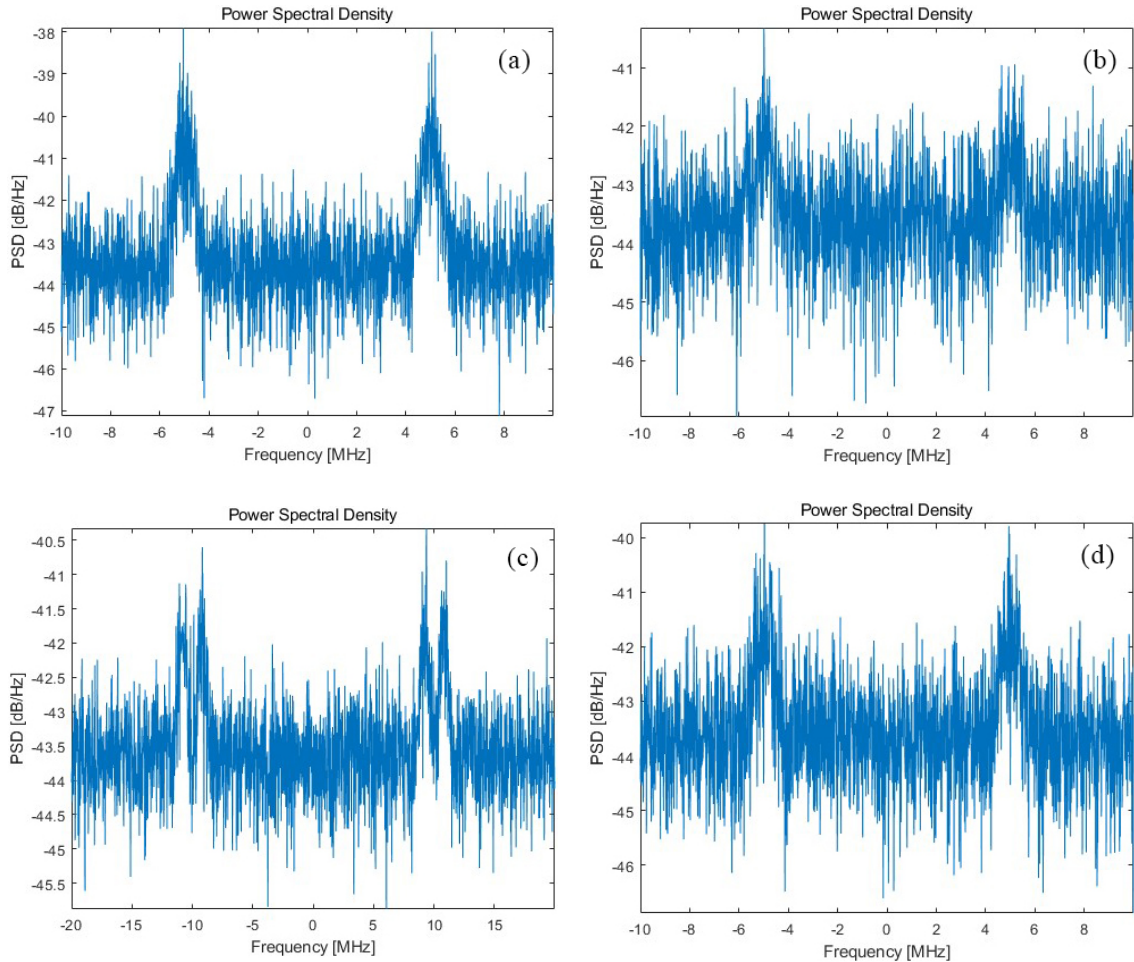 Power Spectral Density
(a)
-38
-39
-40
-41
-42
-43
-44
-45
-46
-47
PSD [dB/Hz]
-10 -8 -6 -4 -2 0 2 4 6 8
Frequency [MHz]
Power Spectral Density
(b)
-41
-42
-43
-44
-45
-46
PSD [dB/Hz]
-10 -8 -6 -4 -2 0 2 4 6 8
Frequency [MHz]
Power Spectral Density
(c)
-40.5
-41
-41.5
-42
-42.5
-43
-43.5
-44
-44.5
-45
-45.5
PSD [dB/Hz]
-20 -15 -10 -5 0 5 10 15
Frequency [MHz]
Power Spectral Density
(d)
-40
-41
-42
-43
-44
-45
-46
PSD [dB/Hz]
-10 -8 -6 -4 -2 0 2 4 6 8
Frequency [MHz]